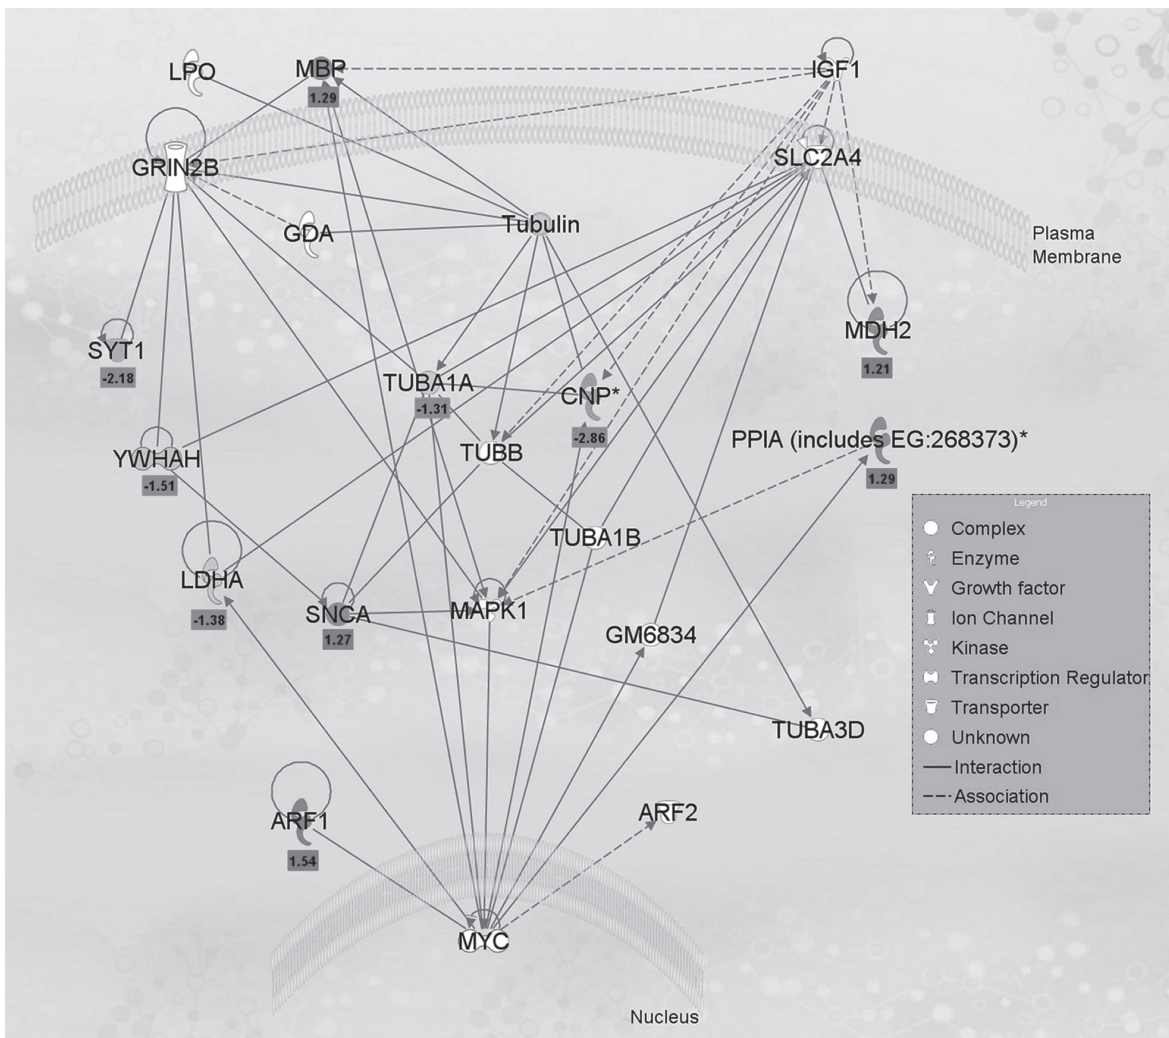 LPO
MBP
1.29
IGF1
GRIN2B
SLC2A4
GDA
Tubulin
Plasma
Membrane
SYT1
-2.18
MDH2
1.21
TUBA1A
-1.31
CNP*
-2.86
YWHAH
-1.51
TUBB
PPIA (includes EG:268373)*
1.29
TUBA1B
LDHA
-1.38
SNCA
1.27
MAPK1
GM6834
TUBA3D
Legend
Complex
Enzyme
Growth factor
Ion Channel
Kinase
Transcription Regulator
Transporter
Unknown
Interaction
Association
ARF1
1.54
ARF2
MYC
Nucleus